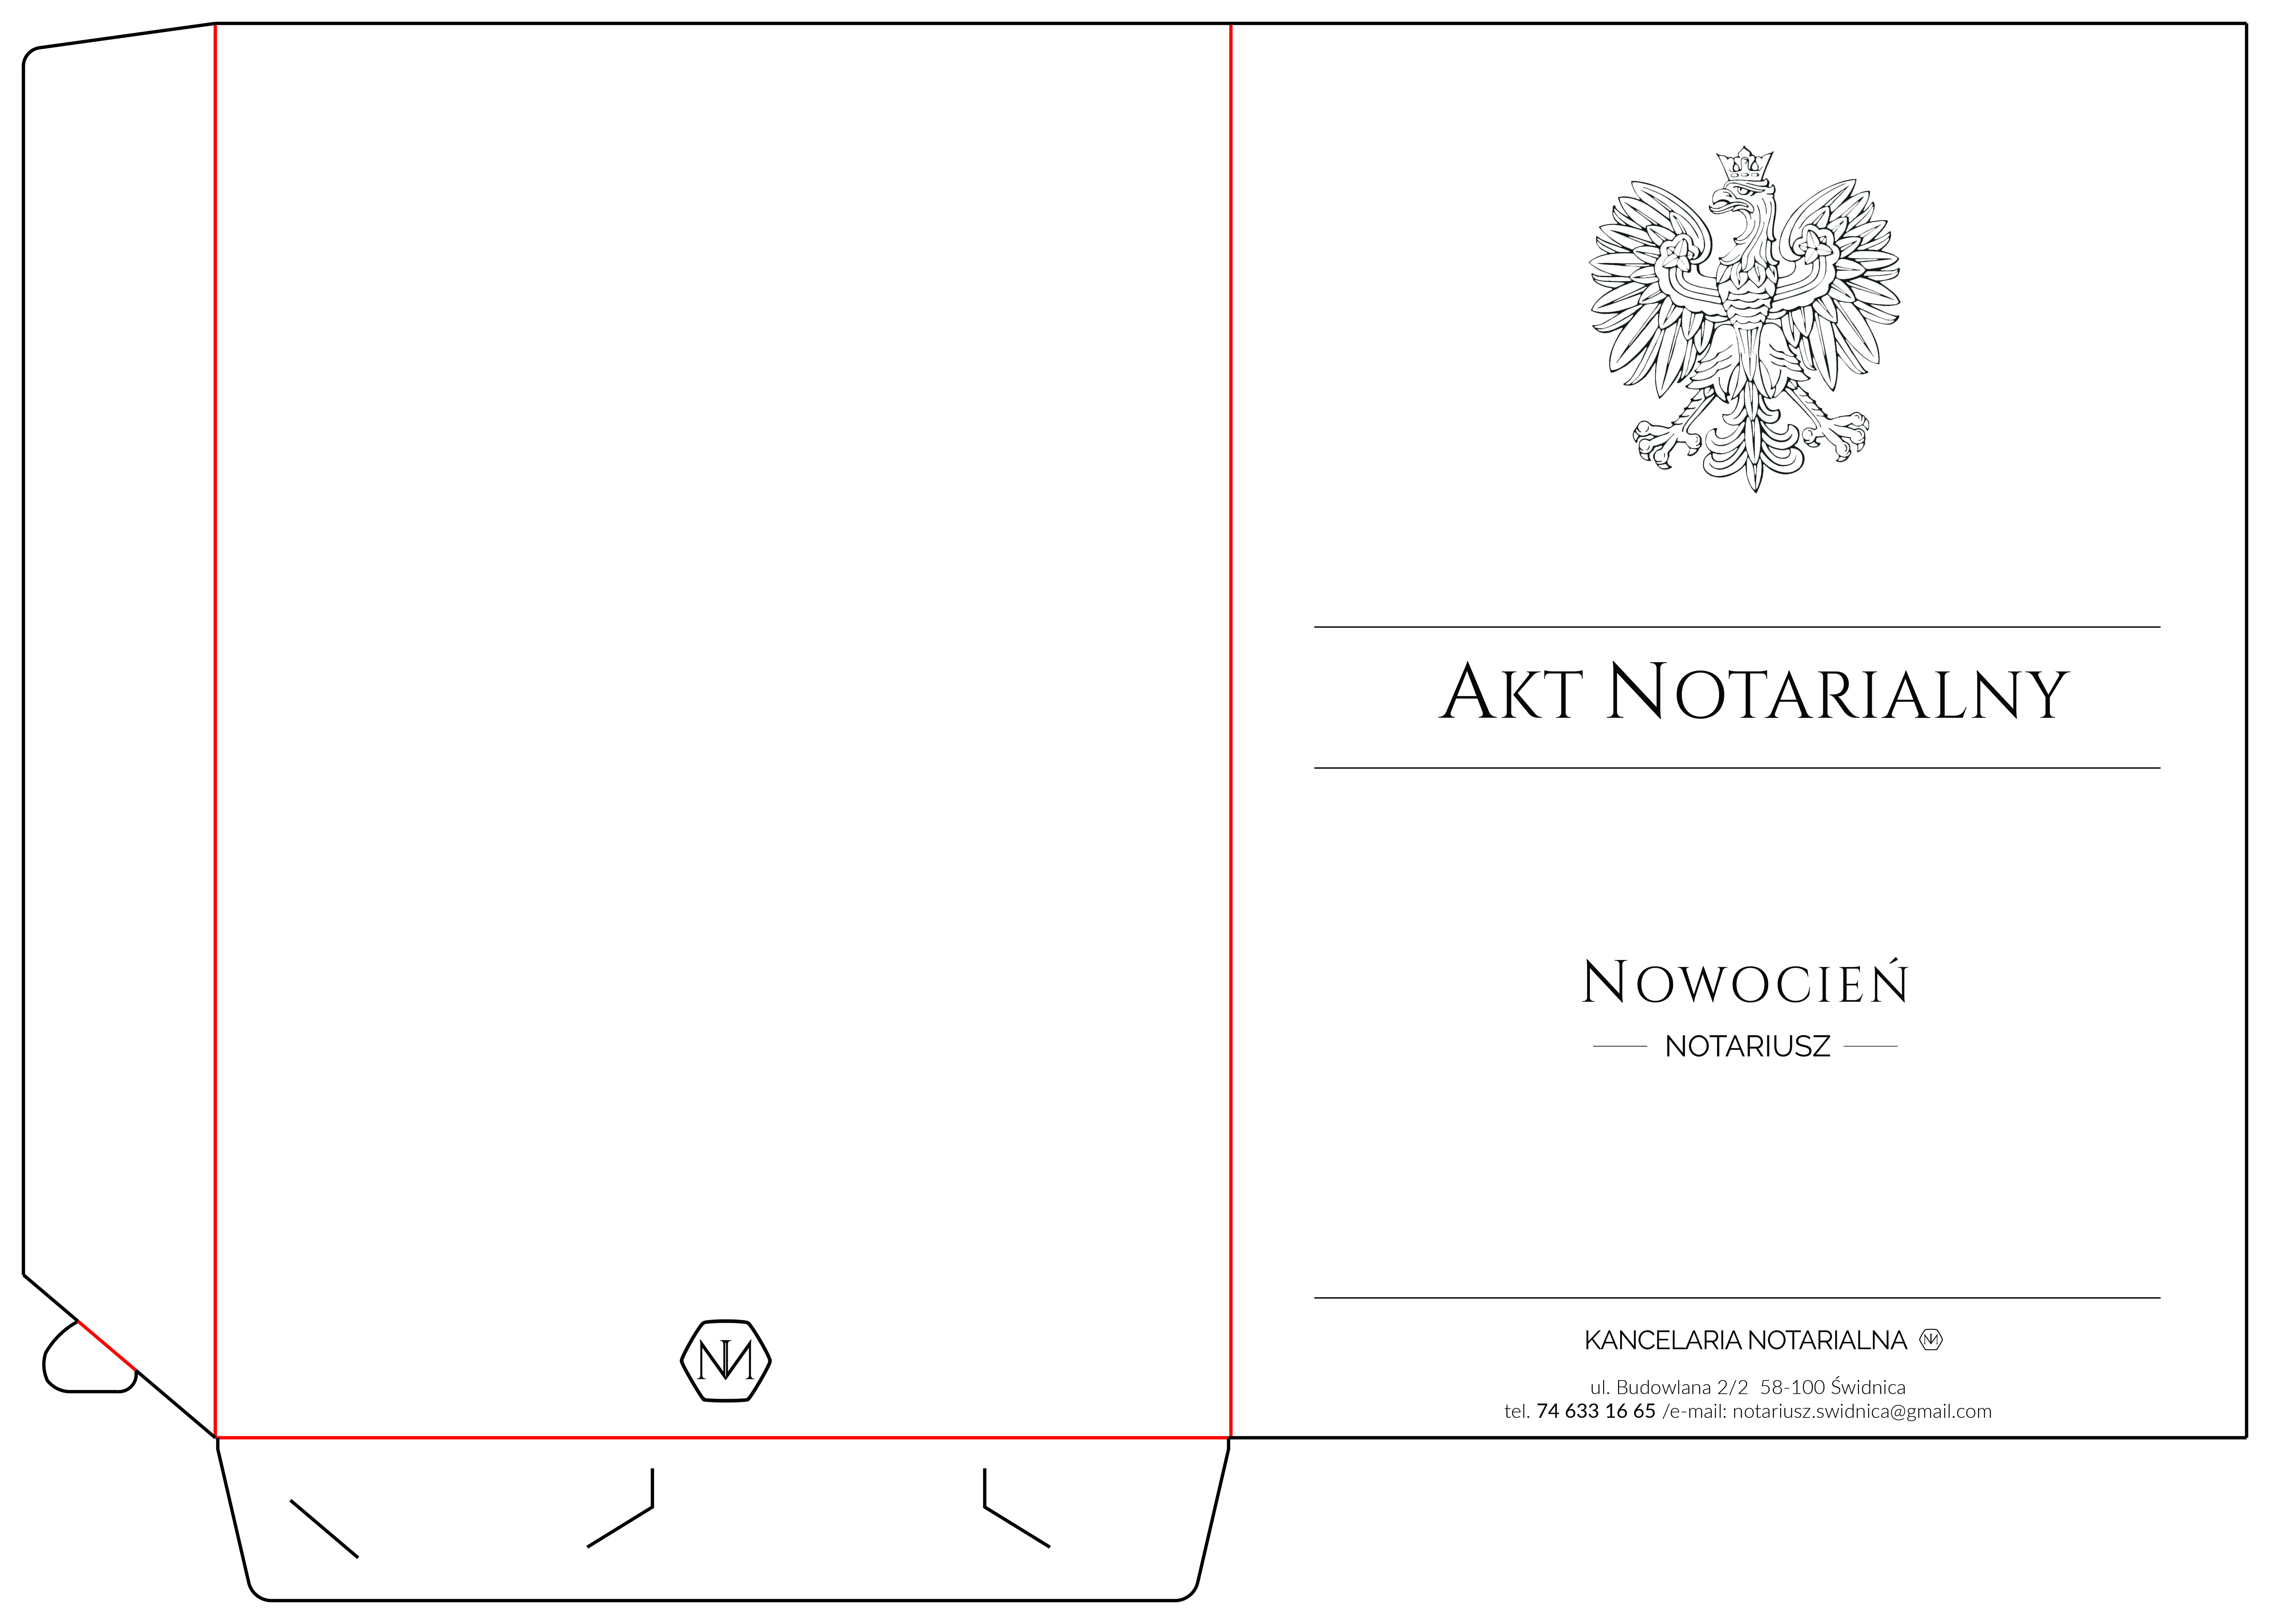 AKT NOTARIALNY
NOWOCIEŃ
NOTARIUSZ
KANCELARIA NOTARIALNA
ul. Budowlana 2/2 58-100 Świdnica
tel. 74 633 16 65 /e-mail: notariusz.swidnica@gmail.com